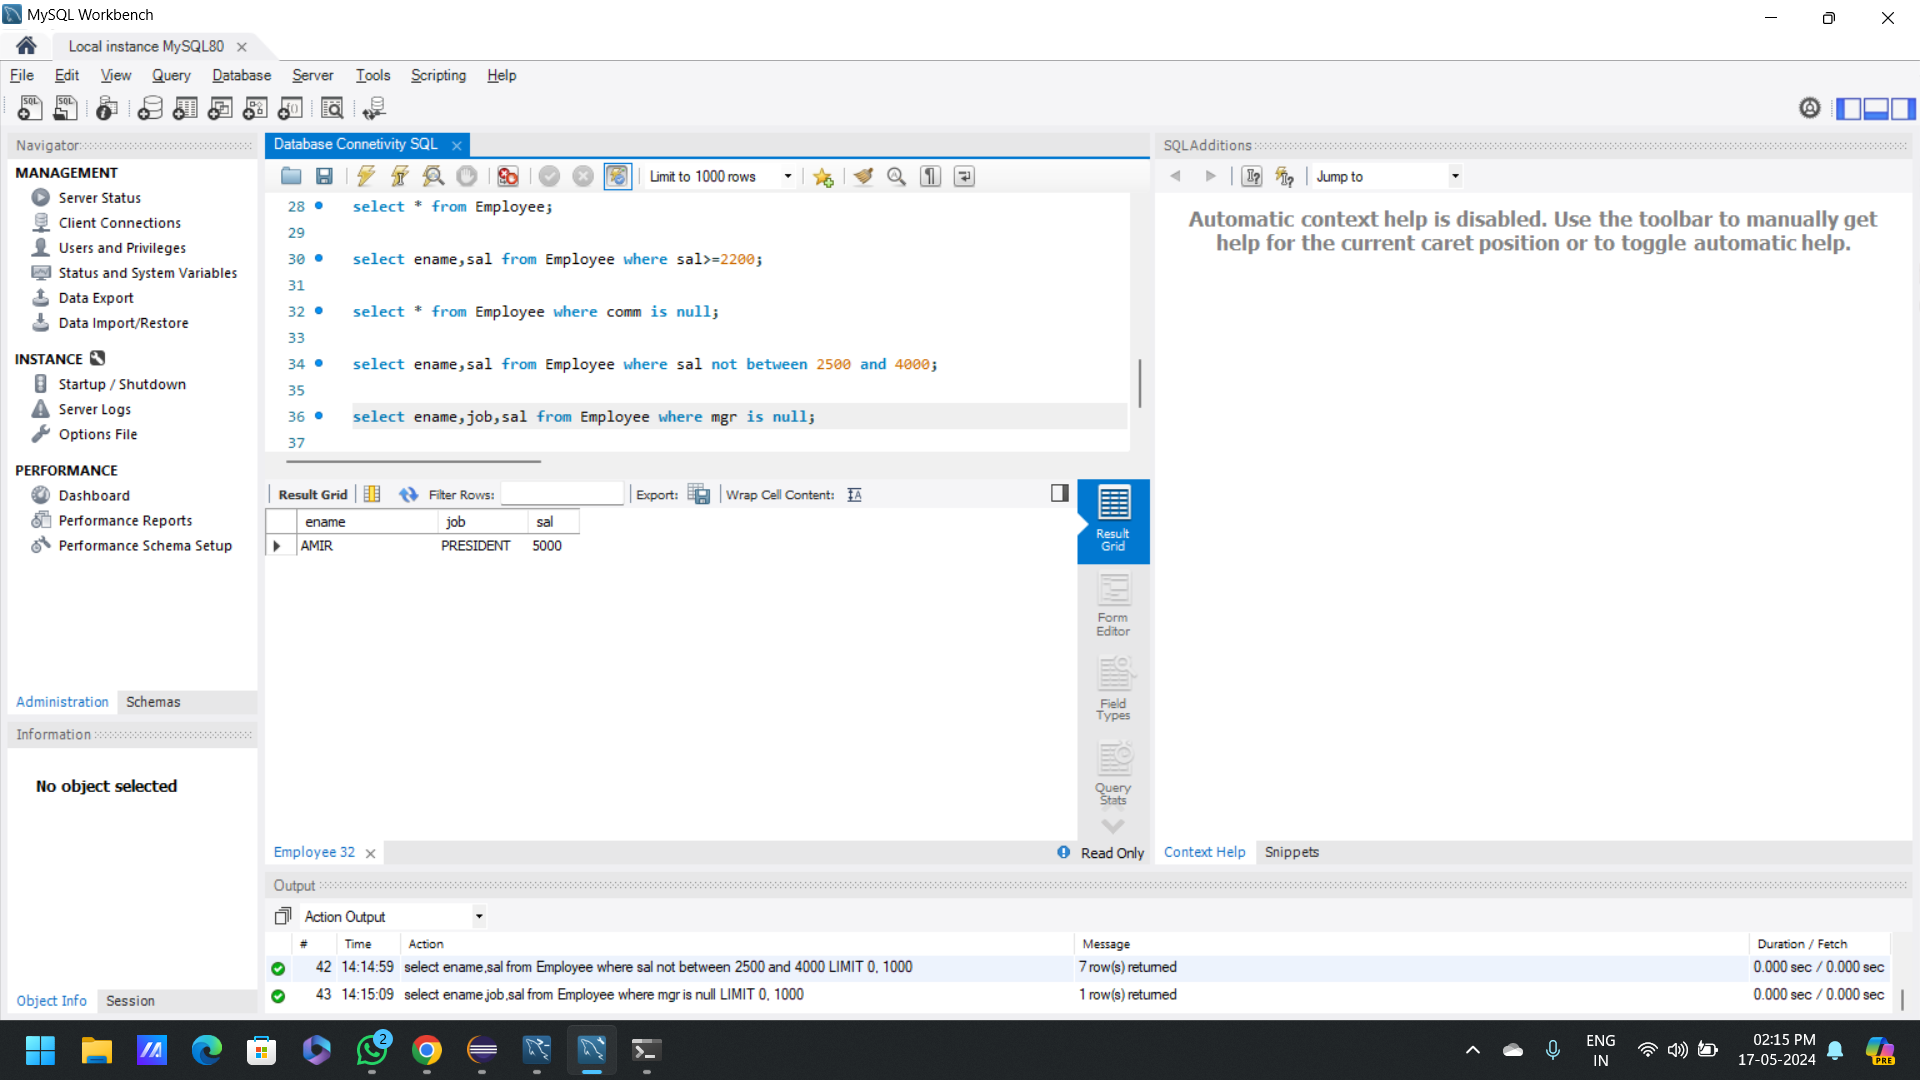 MySQL Workbench
Local instance MySQL80
File Edit View Query Database Server Tools Scripting Help
Navigator
MANAGEMENT
Server Status
Client Connections
Users and Privileges
Status and System Variables
Data Export
Data Import/Restore
INSTANCE
Startup / Shutdown
Server Logs
Options File
PERFORMANCE
Dashboard
Performance Reports
Performance Schema Setup
Administration Schemas
Information
No object selected
Object Info Session
Database Connetivity SQL
Limit to 1000 rows
28 select * from Employee;
29
30 select ename,sal from Employee where sal>=2200;
31
32 select * from Employee where comm is null;
33
34 select ename,sal from Employee where sal not between 2500 and 4000;
35
36 select ename,job,sal from Employee where mgr is null;
37
Result Grid Filter Rows: Export: Wrap Cell Content:
ename job sal
AMIR PRESIDENT 5000
Result
Grid
Form
Editor
Field
Types
Query
Stats
Employee 32 Read Only
SQLAdditions
Jump to
Automatic context help is disabled. Use the toolbar to manually get
help for the current caret position or to toggle automatic help.
Context Help Snippets
Output
Action Output
# Time Action Message Duration / Fetch
42 14:14:59 select ename,sal from Employee where sal not between 2500 and 4000 LIMIT 0, 1000 7 row(s) returned 0.000 sec / 0.000 sec
43 14:15:09 select ename,job,sal from Employee where mgr is null LIMIT 0, 1000 1 row(s) returned 0.000 sec / 0.000 sec
2
ENG
IN
02:15 PM
17-05-2024
PRE